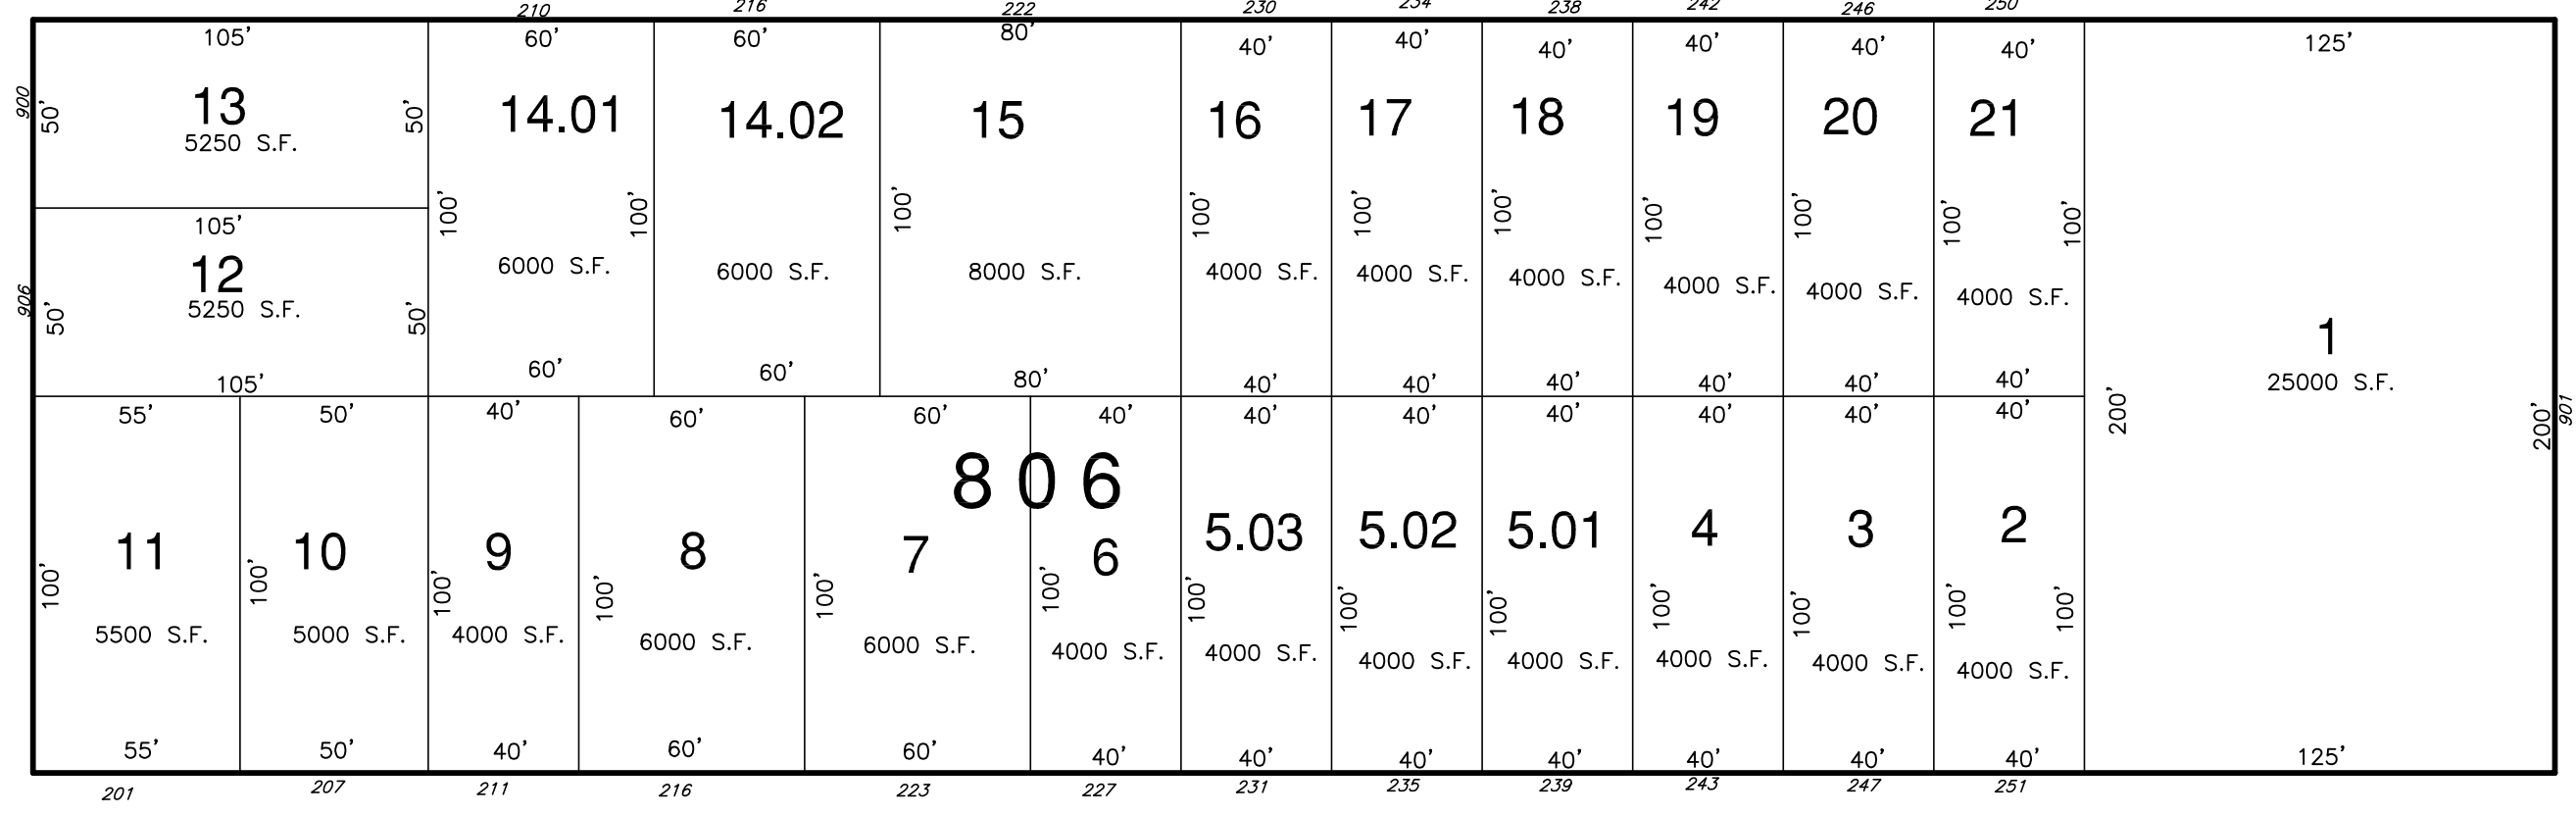 210 216 222 230 234 238 242 246 250
105' 60' 60' 80' 40' 40' 40' 40' 40' 40' 125'
900 50' 13 50' 14.01 14.02 15 16 17 18 19 20 21
5250 S.F.
100' 100' 100' 100' 100' 100' 100' 100' 100' 100'
105'
906 50' 12 50'
5250 S.F.
6000 S.F. 6000 S.F. 8000 S.F. 4000 S.F. 4000 S.F. 4000 S.F. 4000 S.F. 4000 S.F. 4000 S.F.
1
25000 S.F.
200' 200' 901
105' 60' 60' 80' 40' 40' 40' 40' 40' 40'
55' 50' 40' 60' 60' 40' 40' 40' 40' 40' 40' 40'
806
11 10 9 8 7 6 5.03 5.02 5.01 4 3 2
100' 100' 100' 100' 100' 100' 100' 100' 100' 100' 100' 100' 100'
5500 S.F. 5000 S.F. 4000 S.F. 6000 S.F. 6000 S.F. 4000 S.F. 4000 S.F. 4000 S.F. 4000 S.F. 4000 S.F. 4000 S.F. 4000 S.F.
55' 50' 40' 60' 60' 40' 40' 40' 40' 40' 40' 40' 125'
201 207 211 216 223 227 231 235 239 243 247 251